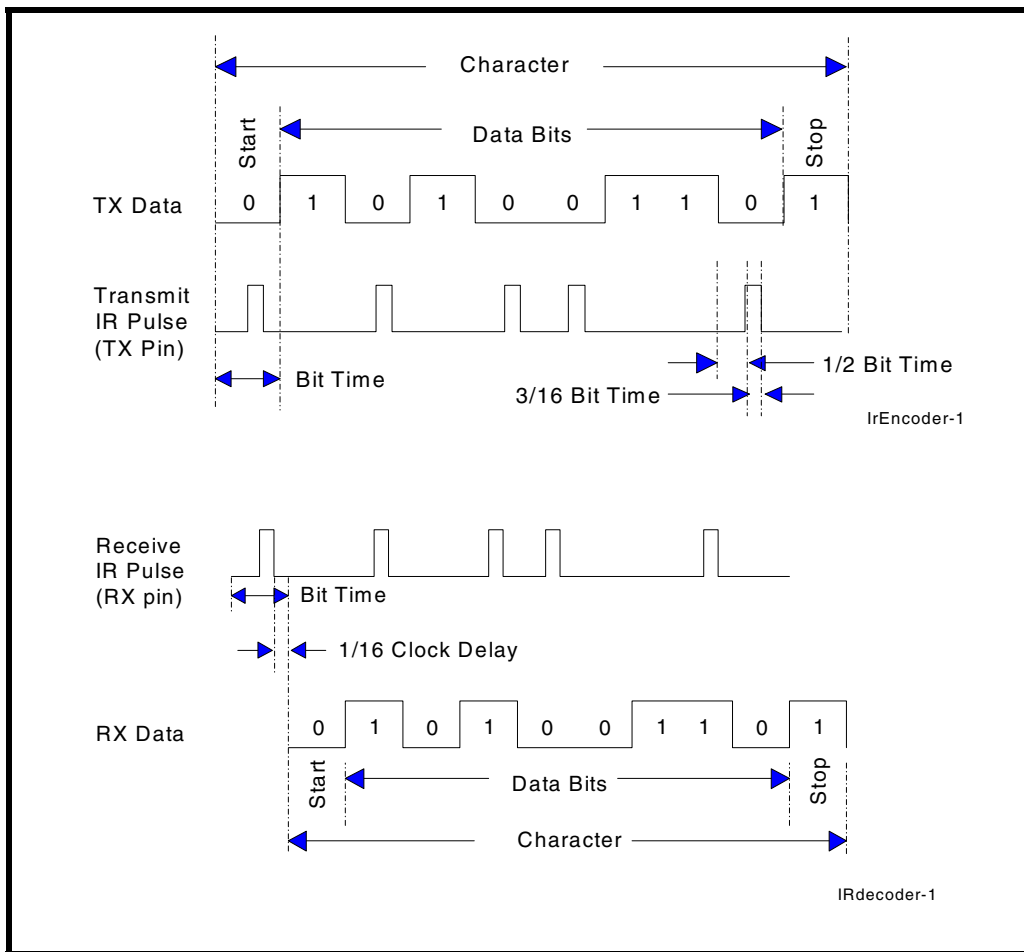 Character
Start
Data Bits
Stop
TX Data
0 1 0 1 0 0 1 1 0 1
Transmit
IR Pulse
(TX Pin)
Bit Time
1/2 Bit Time
3/16 Bit Time
IrEncoder-1
Receive
IR Pulse
(RX pin)
Bit Time
1/16 Clock Delay
RX Data
0 1 0 1 0 0 1 1 0 1
Start
Data Bits
Stop
Character
IRdecoder-1